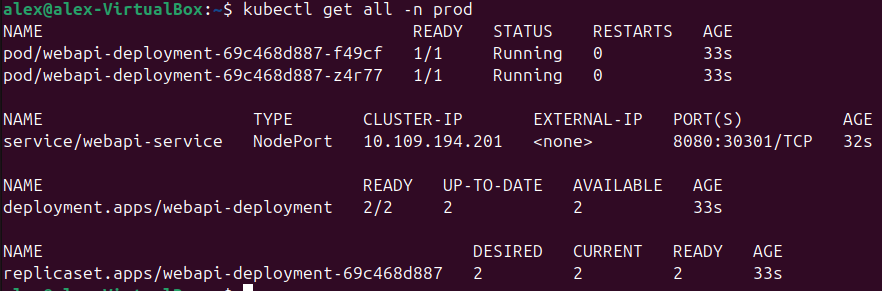 alex@alex-VirtualBox:~$ kubectl get all -n prod
NAME READY STATUS RESTARTS AGE
pod/webapi-deployment-69c468d887-f49cf 1/1 Running 0 33s
pod/webapi-deployment-69c468d887-z4r77 1/1 Running 0 33s
NAME TYPE CLUSTER-IP EXTERNAL-IP PORT(S) AGE
service/webapi-service NodePort 10.109.194.201 <none> 8080:30301/TCP 32s
NAME READY UP-TO-DATE AVAILABLE AGE
deployment.apps/webapi-deployment 2/2 2 2 33s
NAME DESIRED CURRENT READY AGE
replicaset.apps/webapi-deployment-69c468d887 2 2 2 33s